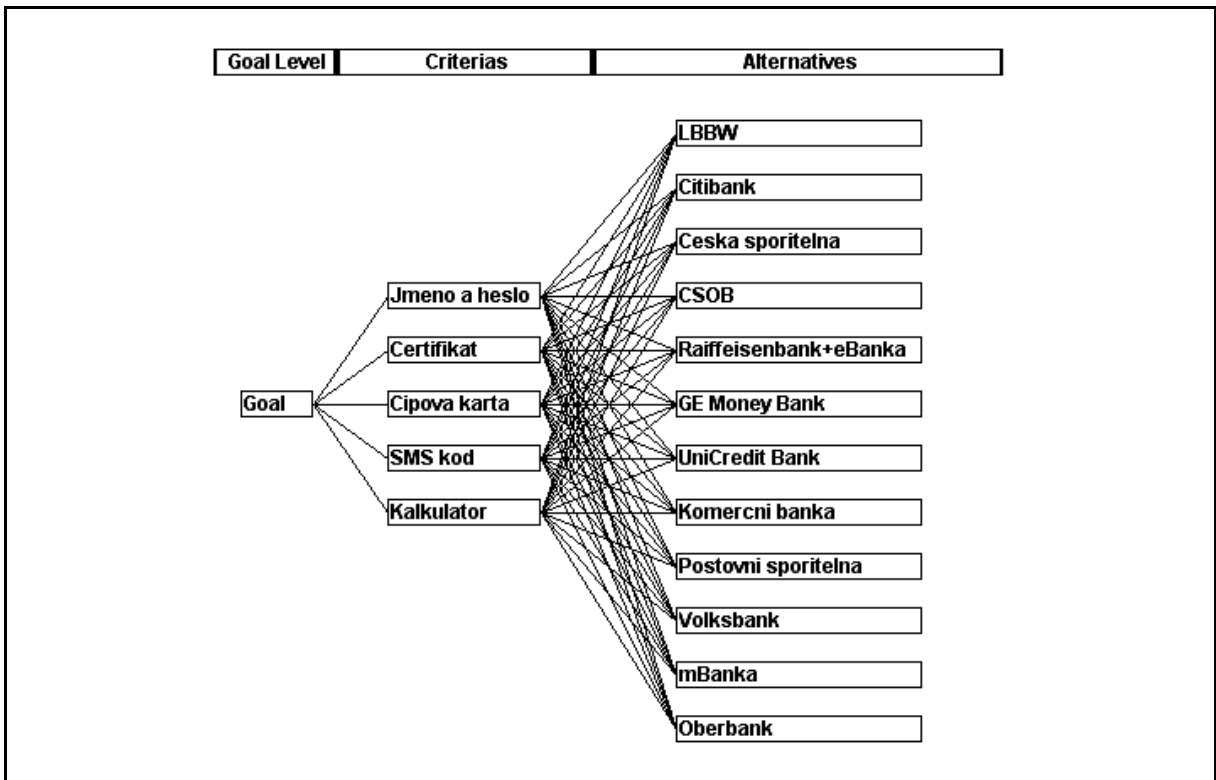 Goal Level Criterias Alternatives
LBBW
Citibank
Ceska sporitelna
Jmeno a heslo CSOB
Certifikat Raiffeisenbank+eBanka
Goal Cipova karta GE Money Bank
SMS kod UniCredit Bank
Kalkulator Komercni banka
Postovni sporitelna
Volksbank
mBanka
Oberbank